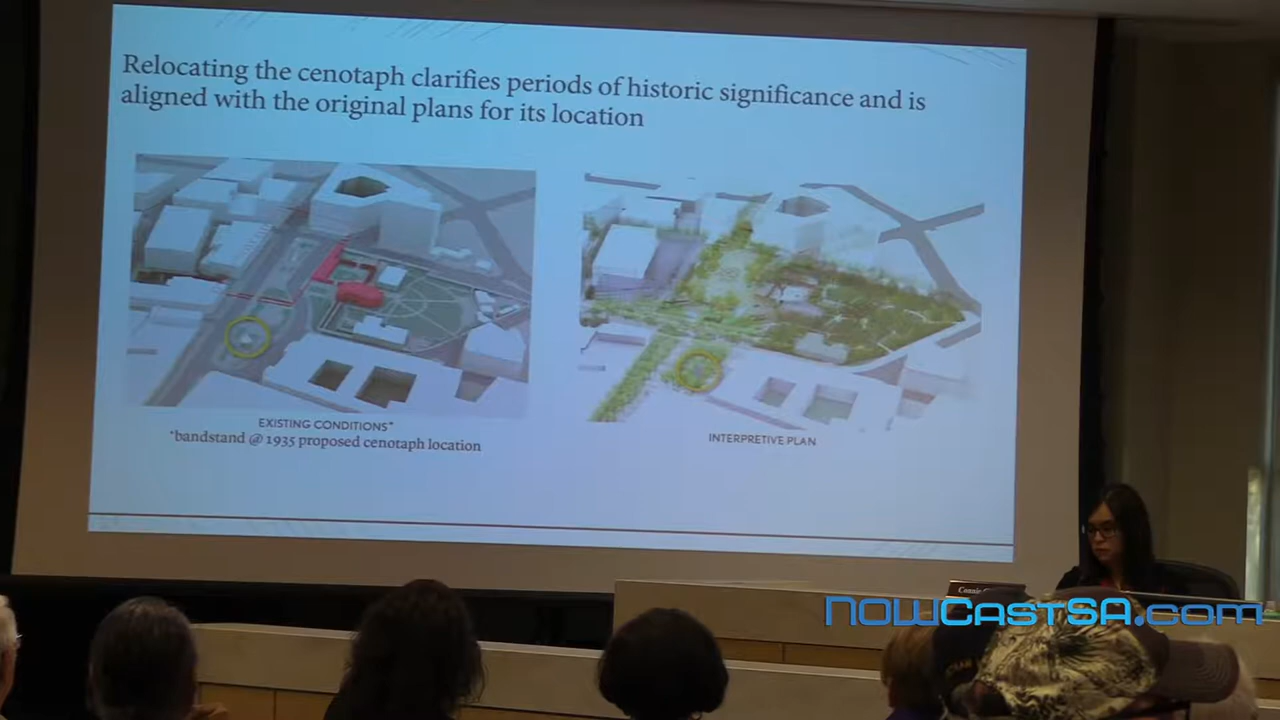 Relocating the cenotaph clarifies periods of historic significance and is
aligned with the original plans for its location
EXISTING CONDITIONS*
*bandstand @ 1935 proposed cenotaph location
INTERPRETIVE PLAN
Connie
NOWCastSA.com